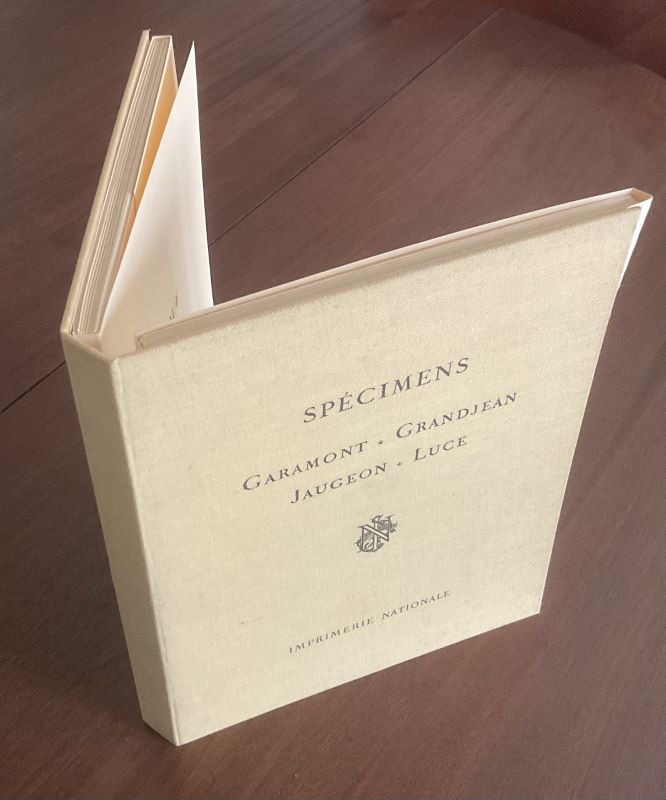 SPÉCIMENS
GARAMONT ⋆ GRANDJEAN
JAUGEON ⋆ LUCE
IMPRIMERIE NATIONALE